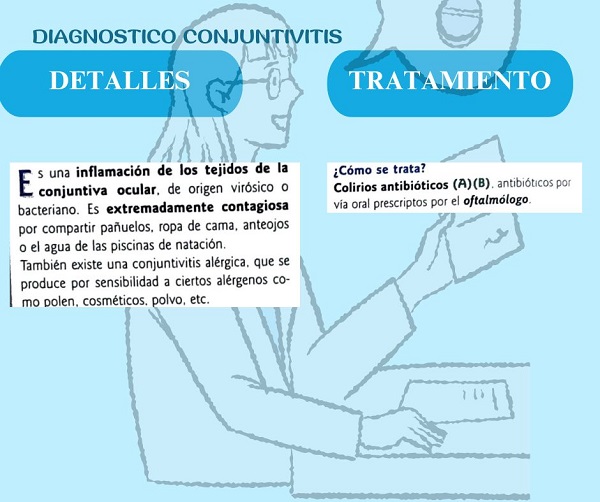 DIAGNOSTICO CONJUNTIVITIS
DETALLES
Es una inflamación de los tejidos de la
conjuntiva ocular, de origen virósico o
bacteriano. Es extremadamente contagiosa
por compartir pañuelos, ropa de cama, anteojos
o el agua de las piscinas de natación.
También existe una conjuntivitis alérgica, que se
produce por sensibilidad a ciertos alérgenos co-
mo polen, cosméticos, polvo, etc.
TRATAMIENTO
¿Cómo se trata?
Colirios antibióticos (A)(B), antibióticos por
vía oral prescriptos por el oftalmólogo.